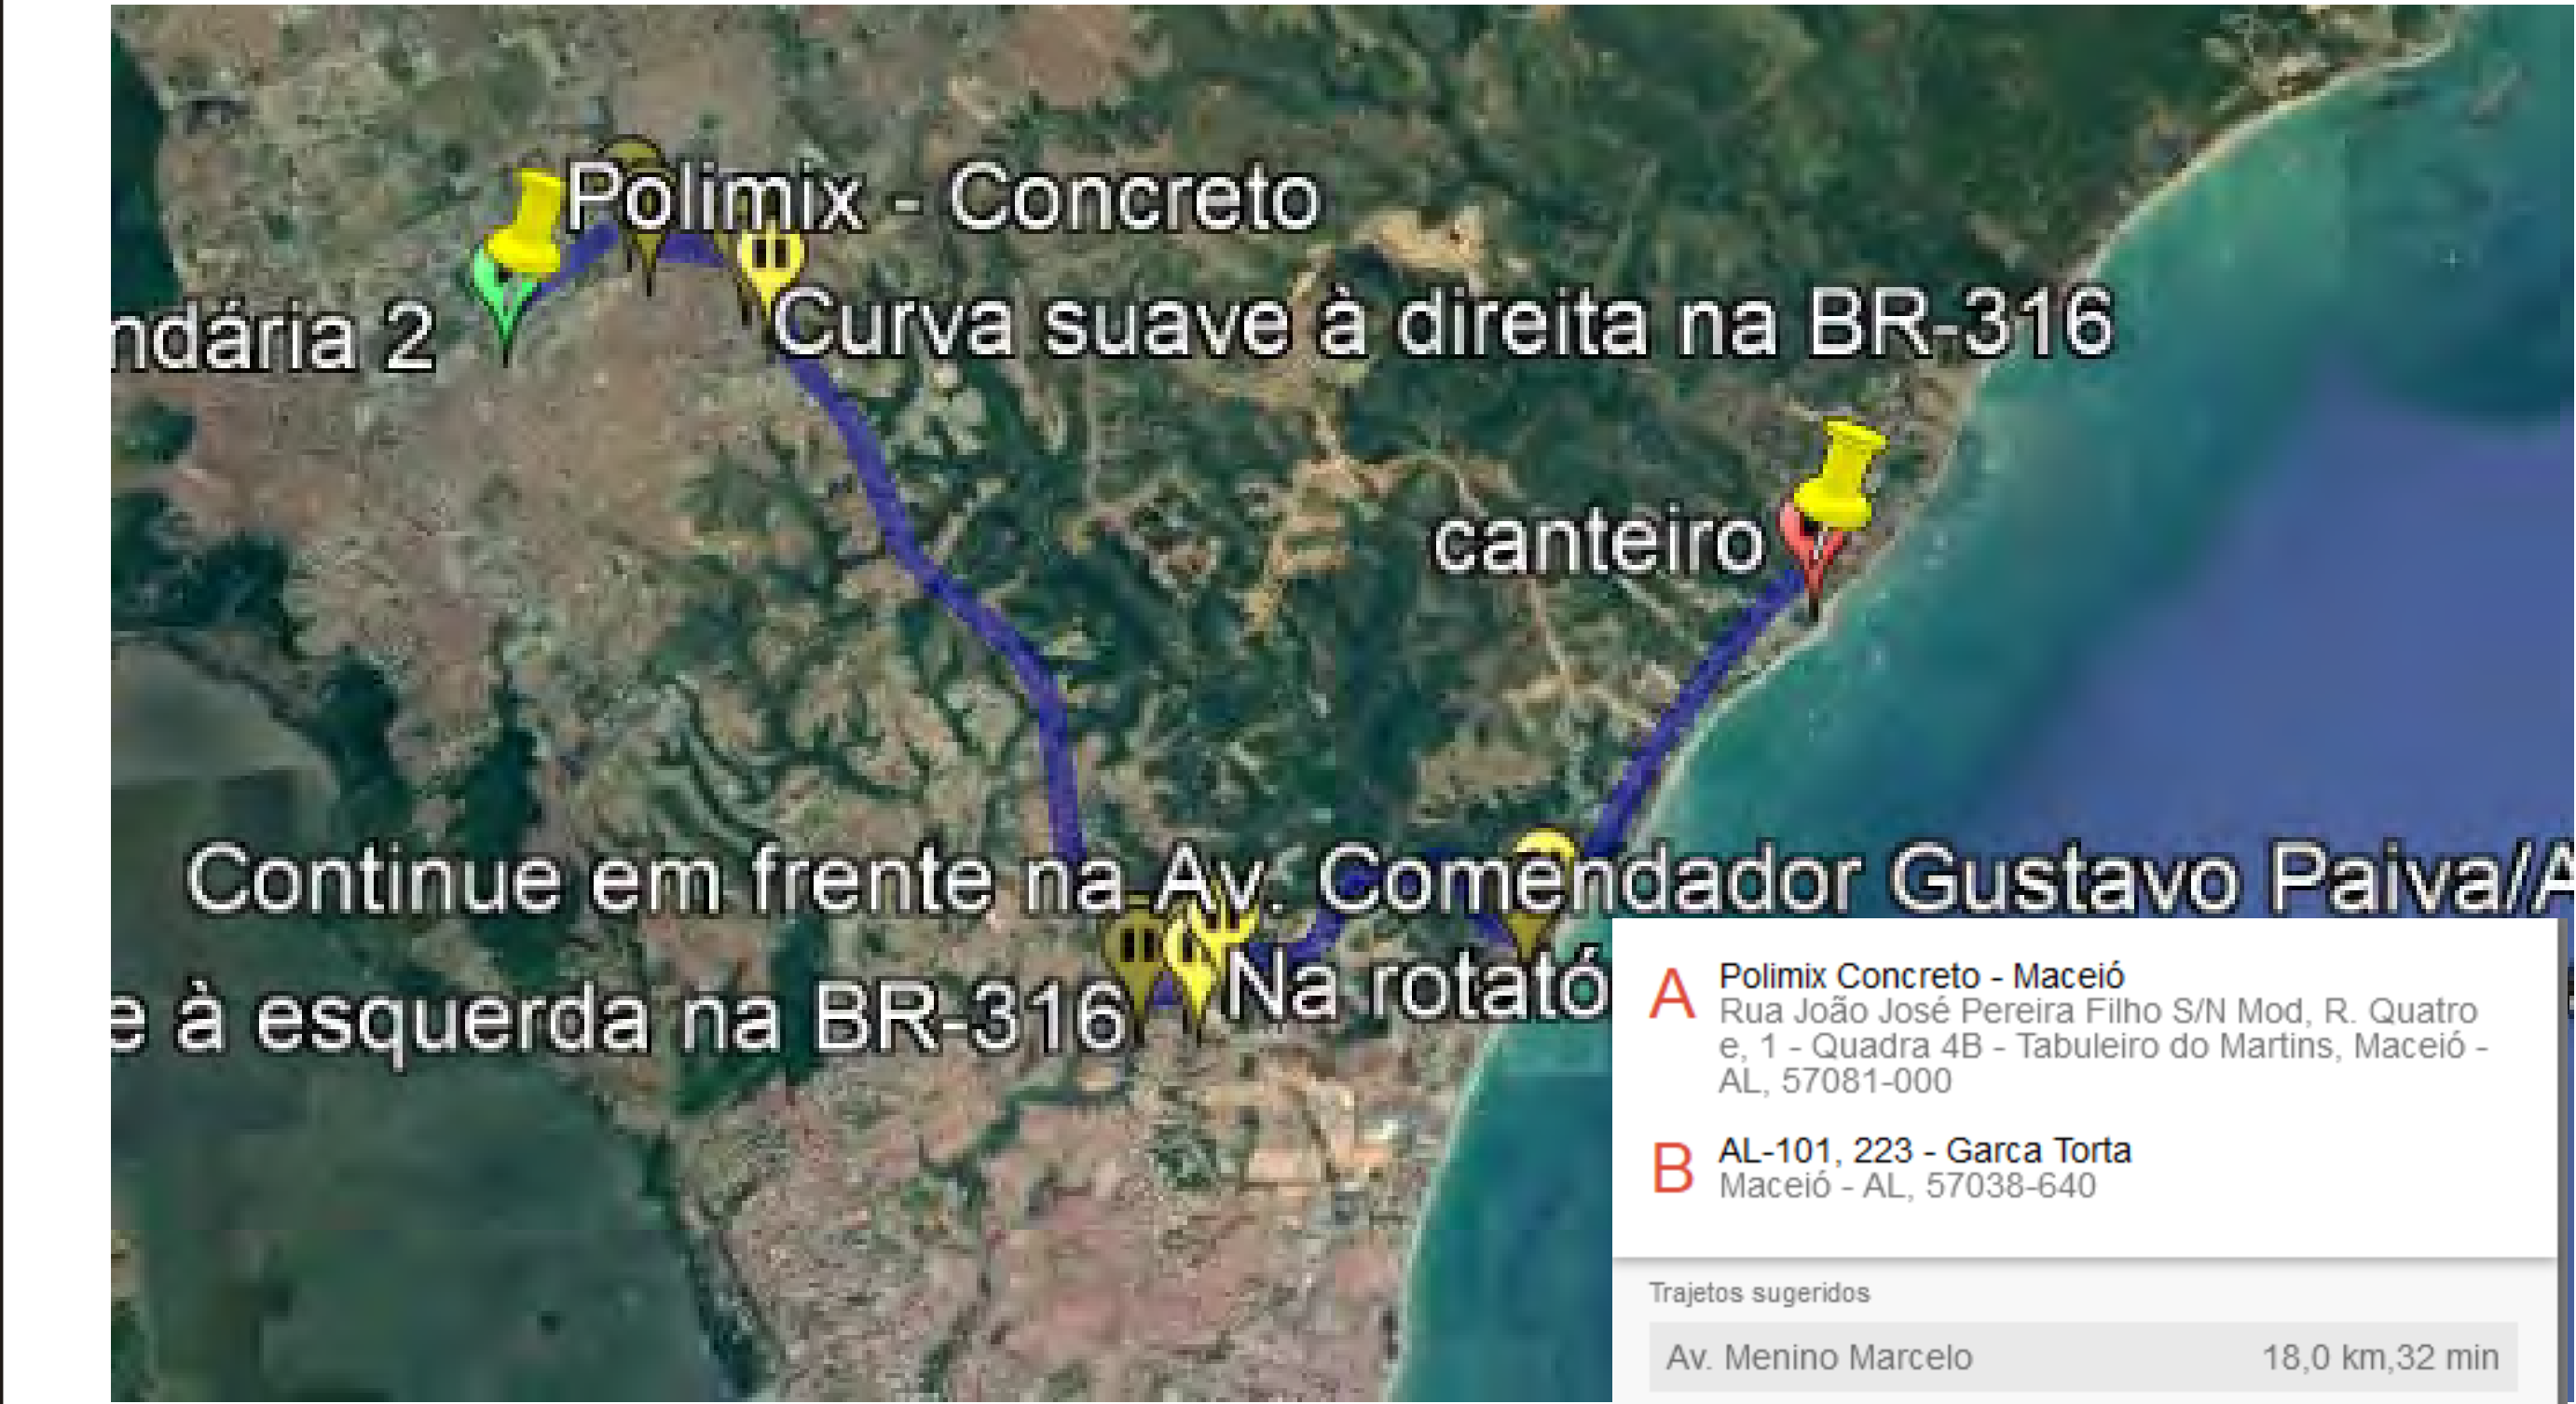 Polimix - Concreto
ndária 2
Curva suave à direita na BR-316
canteiro
Continue em frente na Av. Comendador Gustavo Paiva/A
Na rotató
e à esquerda na BR-316
A
Polimix Concreto - Maceió
Rua João José Pereira Filho S/N Mod, R. Quatro
e, 1 - Quadra 4B - Tabuleiro do Martins, Maceió -
AL, 57081-000
B
AL-101, 223 - Garca Torta
Maceió - AL, 57038-640
Trajetos sugeridos
Av. Menino Marcelo 18,0 km,32 min